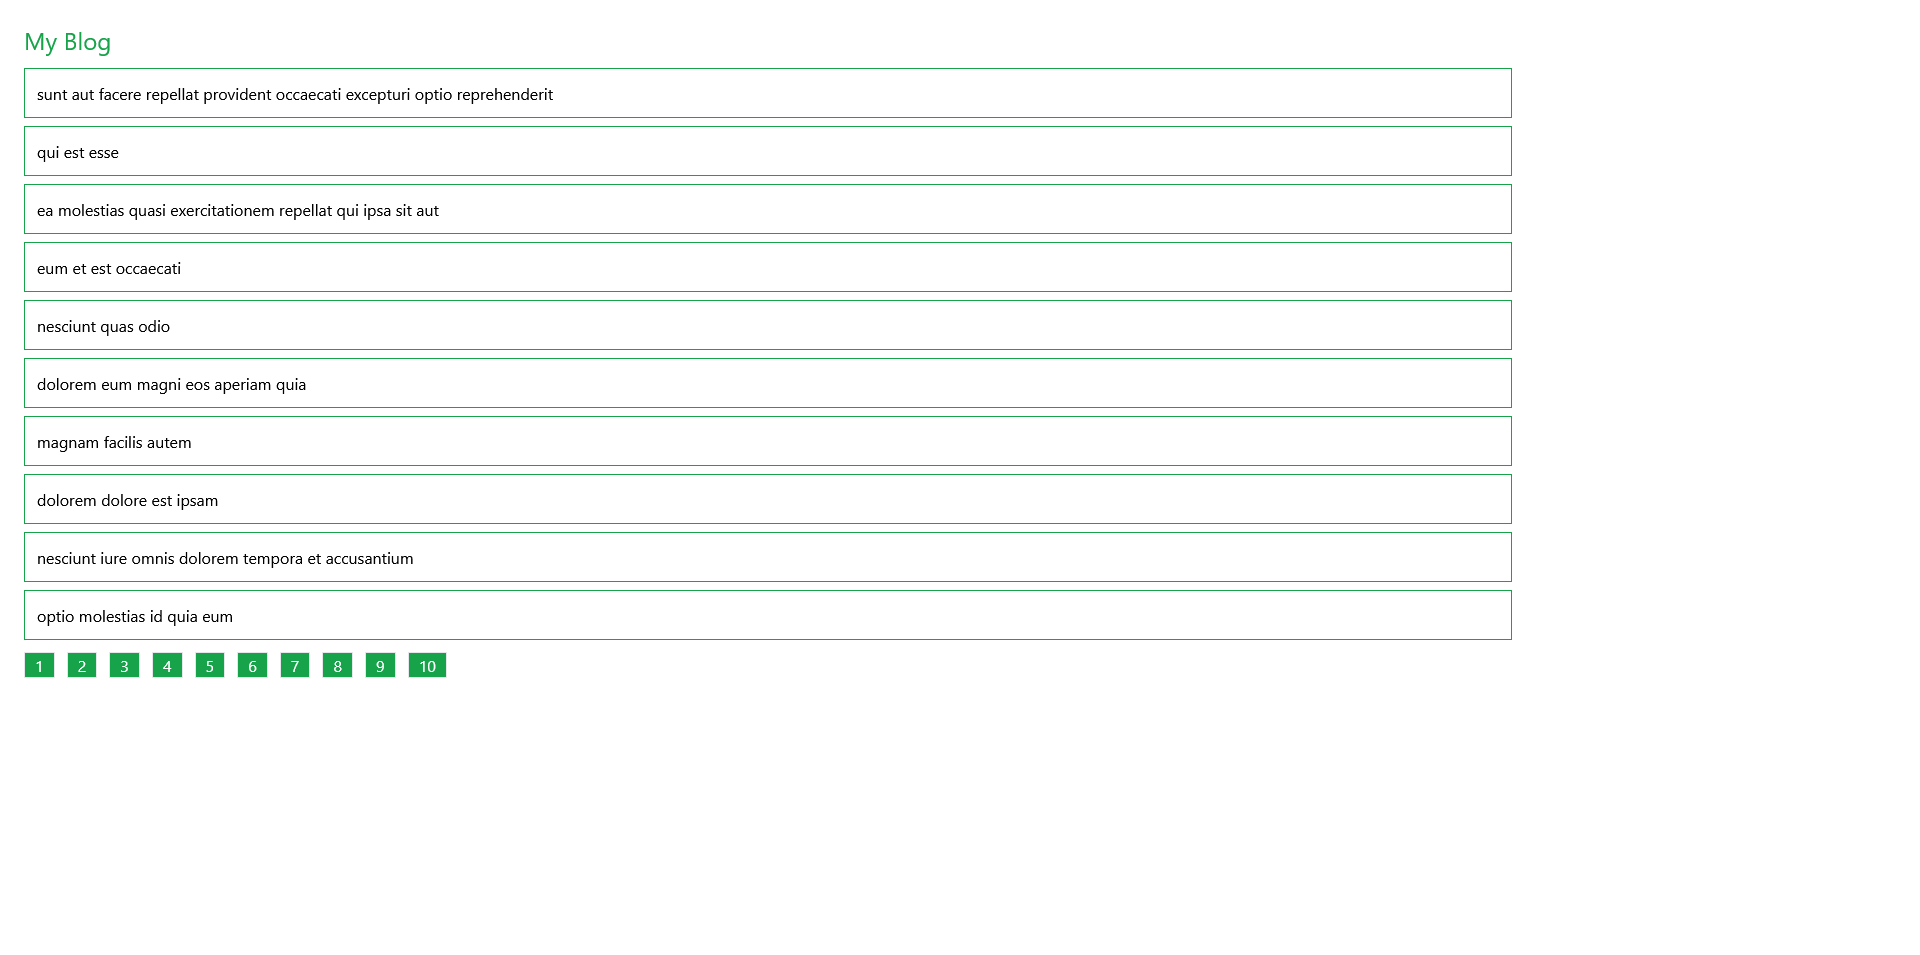 My Blog
sunt aut facere repellat provident occaecati excepturi optio reprehenderit
qui est esse
ea molestias quasi exercitationem repellat qui ipsa sit aut
eum et est occaecati
nesciunt quas odio
dolorem eum magni eos aperiam quia
magnam facilis autem
dolorem dolore est ipsam
nesciunt iure omnis dolorem tempora et accusantium
optio molestias id quia eum
1 2 3 4 5 6 7 8 9 10